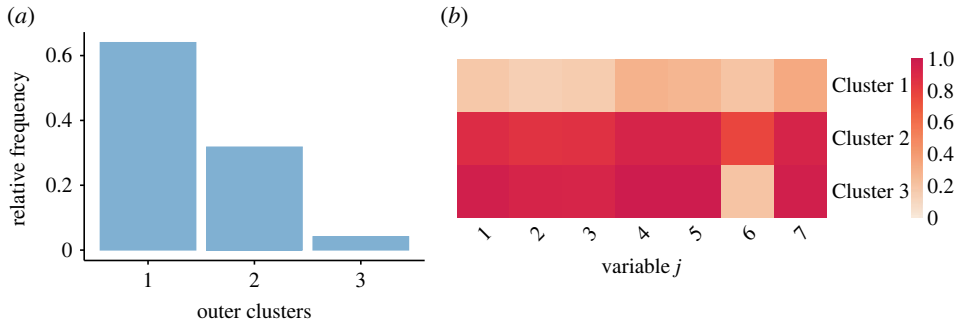 (a)
relative frequency
0.6
0.4
0.2
0
1 2 3
outer clusters
(b)
Cluster 1
Cluster 2
Cluster 3
1 2 3 4 5 6 7
variable j
1.0
0.8
0.6
0.4
0.2
0